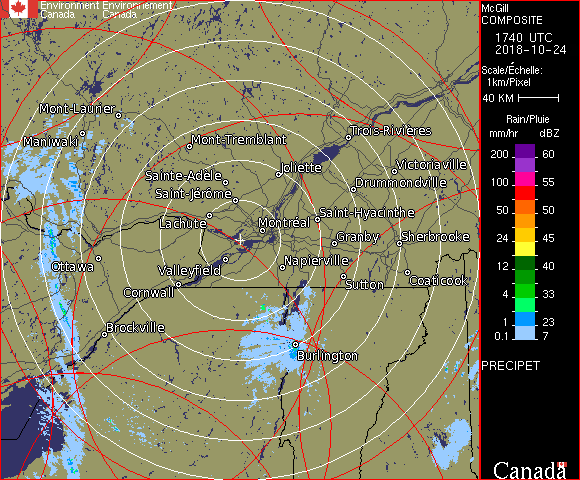 Environment Environnement
Canada Canada
McGill
COMPOSITE
1740 UTC
2018-10-24
Scale/Échelle:
1km/Pixel
40 KM
Rain/Pluie
mm/hr dBZ
200 60
100 55
50 50
24 45
12 40
4 33
1 23
0.1 7
PRECIPET
Canada
Mont-Laurier
Maniwaki
Mont-Tremblant
Trois-Rivières
Joliette
Victoriaville
Sainte-Adèle
Drummondville
Saint-Jérôme
Saint-Hyacinthe
Lachute
Montréal
Granby
Sherbrooke
Ottawa
Valleyfield
Napierville
Cornwall
Sutton
Coaticook
Brockville
Burlington